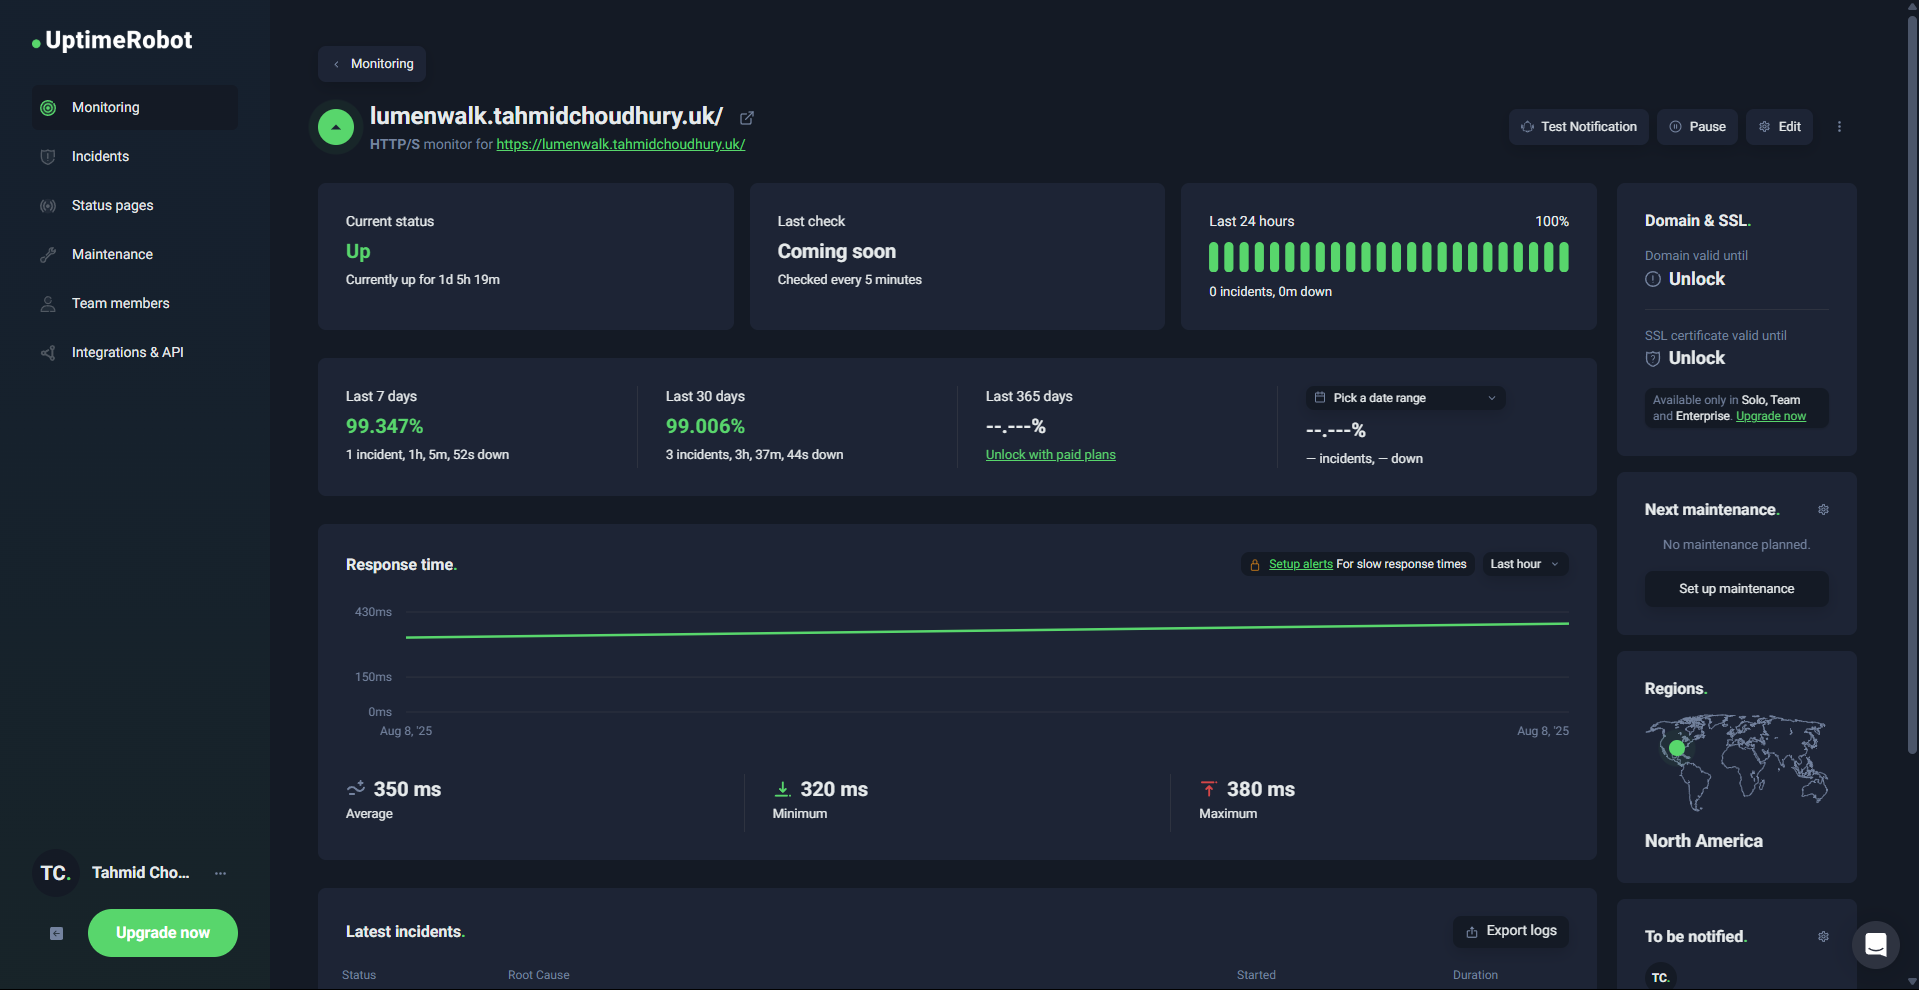 UptimeRobot
Monitoring
Incidents
Status pages
Maintenance
Team members
Integrations & API
TC.
Tahmid Cho...
Upgrade now
Monitoring
lumenwalk.tahmidchoudhury.uk/
HTTP/S monitor for https://lumenwalk.tahmidchoudhury.uk/
Test Notification
Pause
Edit
Current status
Up
Currently up for 1d 5h 19m
Last check
Coming soon
Checked every 5 minutes
Last 24 hours
100%
0 incidents, 0m down
Last 7 days
99.347%
1 incident, 1h, 5m, 52s down
Last 30 days
99.006%
3 incidents, 3h, 37m, 44s down
Last 365 days
--.---%
Unlock with paid plans
Pick a date range
--.---%
— incidents, — down
Response time.
Setup alerts For slow response times
Last hour
430ms
150ms
0ms
Aug 8, '25
Aug 8, '25
350 ms
Average
320 ms
Minimum
380 ms
Maximum
Latest incidents.
Export logs
Status
Root Cause
Started
Duration
Domain & SSL.
Domain valid until
Unlock
SSL certificate valid until
Unlock
Available only in Solo, Team
and Enterprise. Upgrade now
Next maintenance.
No maintenance planned.
Set up maintenance
Regions.
North America
To be notified.
TC.